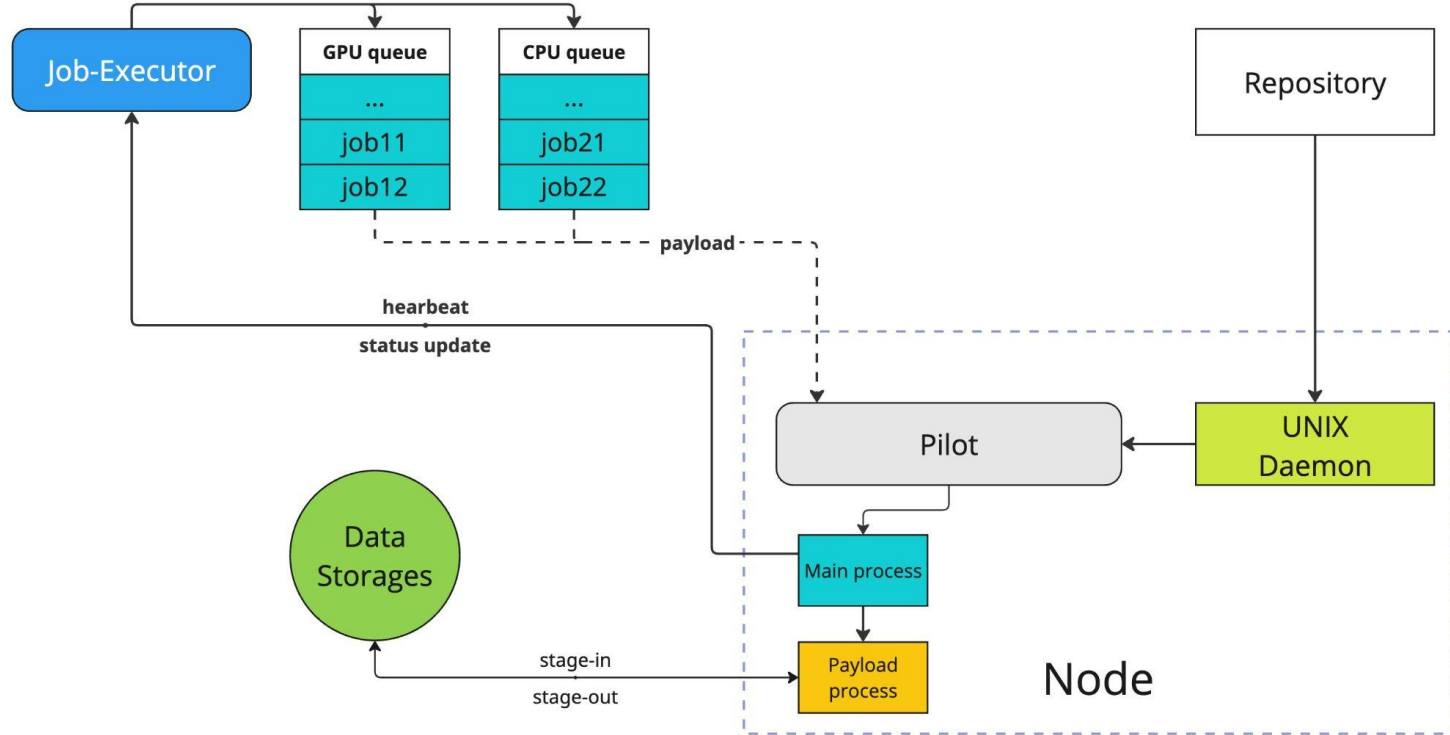 Job-Executor
GPU queue
...
job11
job12
CPU queue
...
job21
job22
Repository
payload
hearbeat
status update
Pilot
UNIX
Daemon
Data
Storages
Main process
stage-in
stage-out
Payload
process
Node